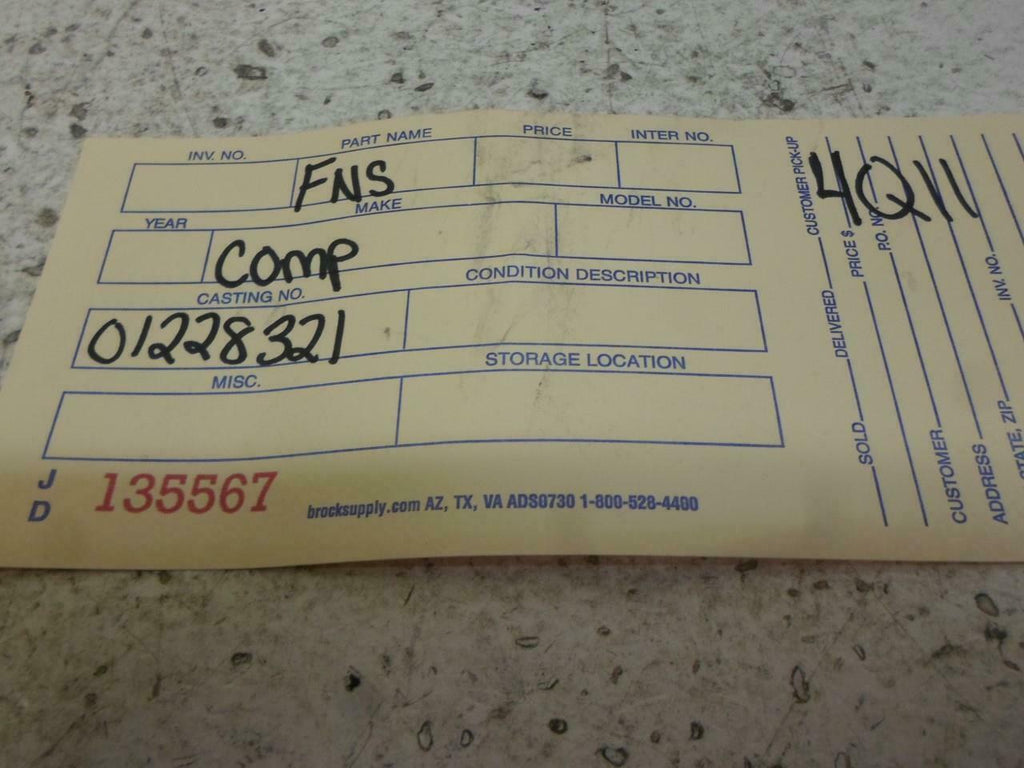 INV. NO. PART NAME PRICE INTER NO.
FNS
YEAR MAKE MODEL NO.
Comp
CASTING NO. CONDITION DESCRIPTION
01228321
MISC. STORAGE LOCATION
J
D
135567
brocksupply.com AZ, TX, VA ADS0730 1-800-528-4400
4Q11
SOLD DELIVERED CUSTOMER PICK-UP
PRICE $
P.O. NO.
CUSTOMER
ADDRESS INV. NO.
STATE, ZIP